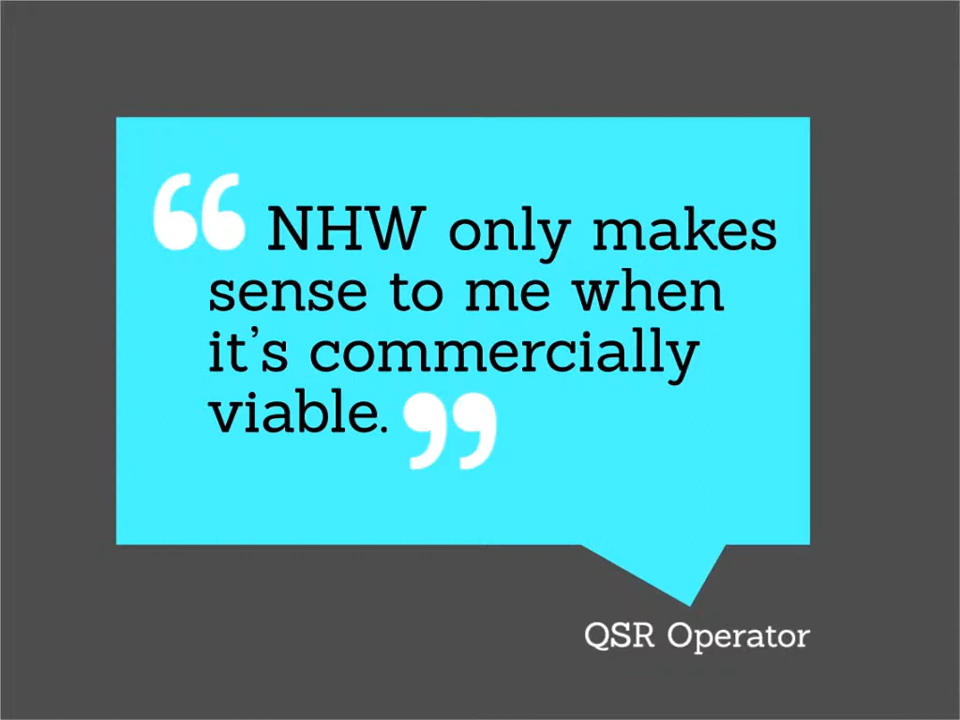 “ NHW only makes
sense to me when
it’s commercially
viable. ”
QSR Operator